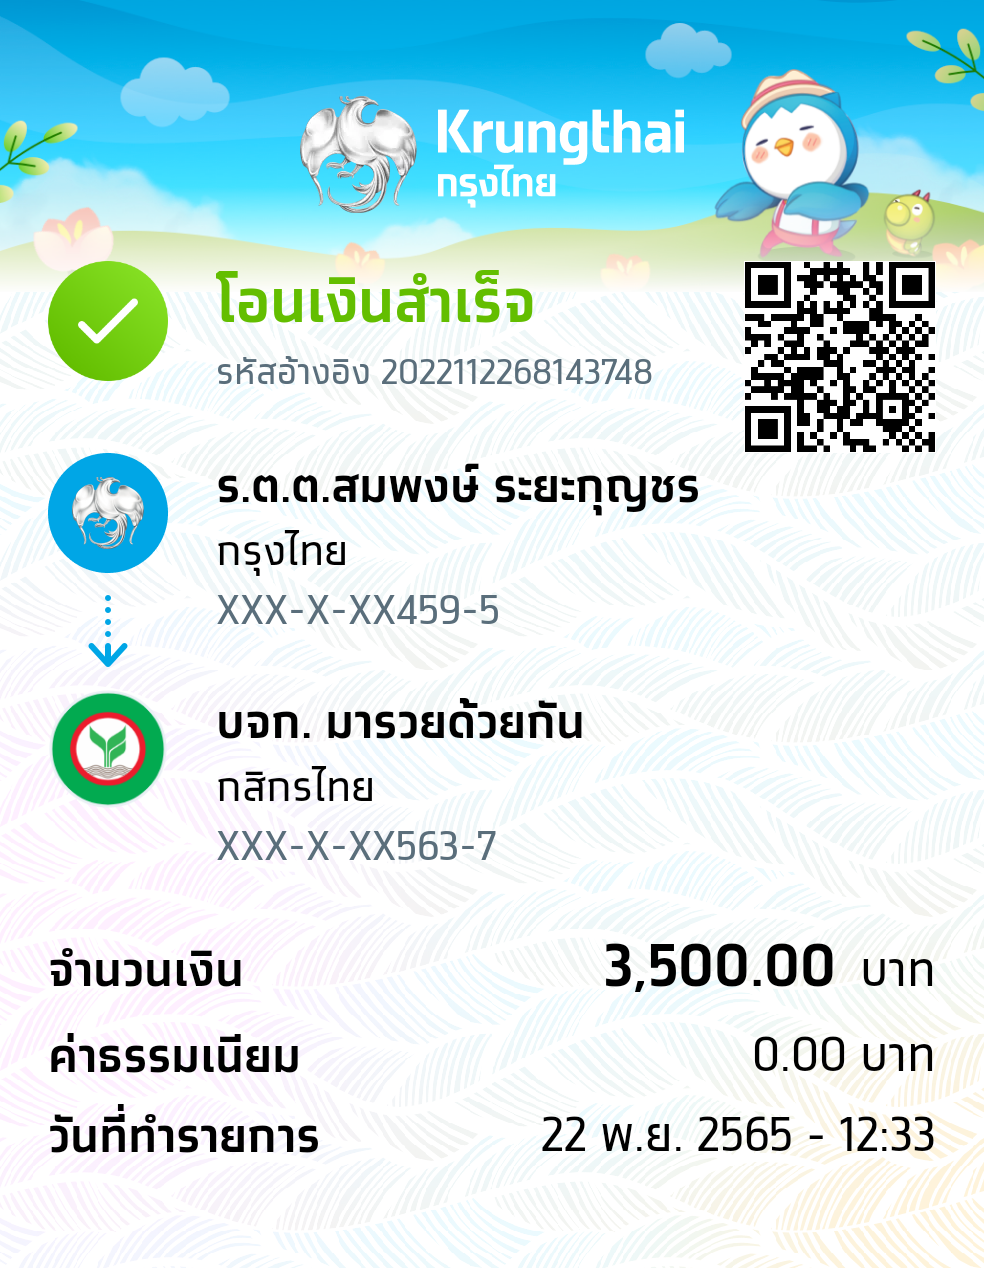 Krungthai
กรุงไทย
โอนเงินสำเร็จ
รหัสอ้างอิง 2022112268143748
ร.ต.ต.สมพงษ์ ระยะกุญชร
กรุงไทย
XXX-X-XX459-5
บจก. มารวยด้วยกัน
กสิกรไทย
XXX-X-XX563-7
จำนวนเงิน 3,500.00 บาท
ค่าธรรมเนียม 0.00 บาท
วันที่ทำรายการ 22 พ.ย. 2565 - 12:33